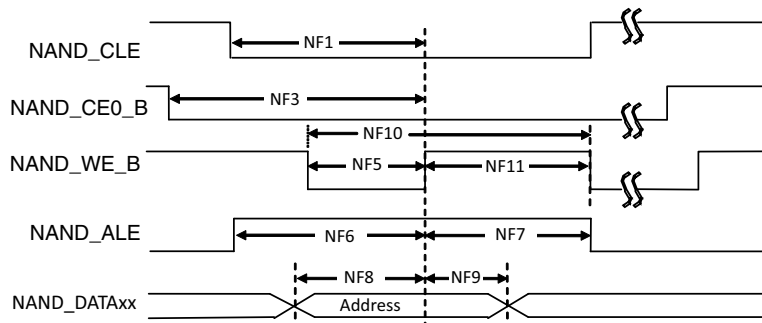 NAND_CLE
NF1
NAND_CE0_B
NF3
NF10
NAND_WE_B
NF5
NF11
NAND_ALE
NF6
NF7
NF8
NF9
NAND_DATAxx
Address